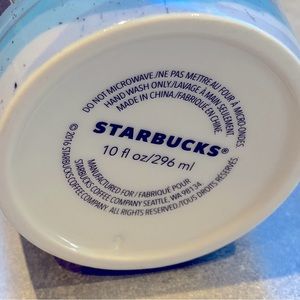 DO NOT MICROWAVE/NE PAS METTRE AU FOUR À MICRO-ONDES
HAND WASH ONLY/LAVAGE À MAIN SEULEMENT.
MADE IN CHINA/FABRIQUÉ EN CHINE.
STARBUCKS®
10 fl oz/296 ml
MANUFACTURED FOR/FABRIQUÉ POUR
STARBUCKS COFFEE COMPANY SEATTLE, WA 98134
© 2016 STARBUCKS COFFEE COMPANY. ALL RIGHTS RESERVED./TOUS DROITS RÉSERVÉS.